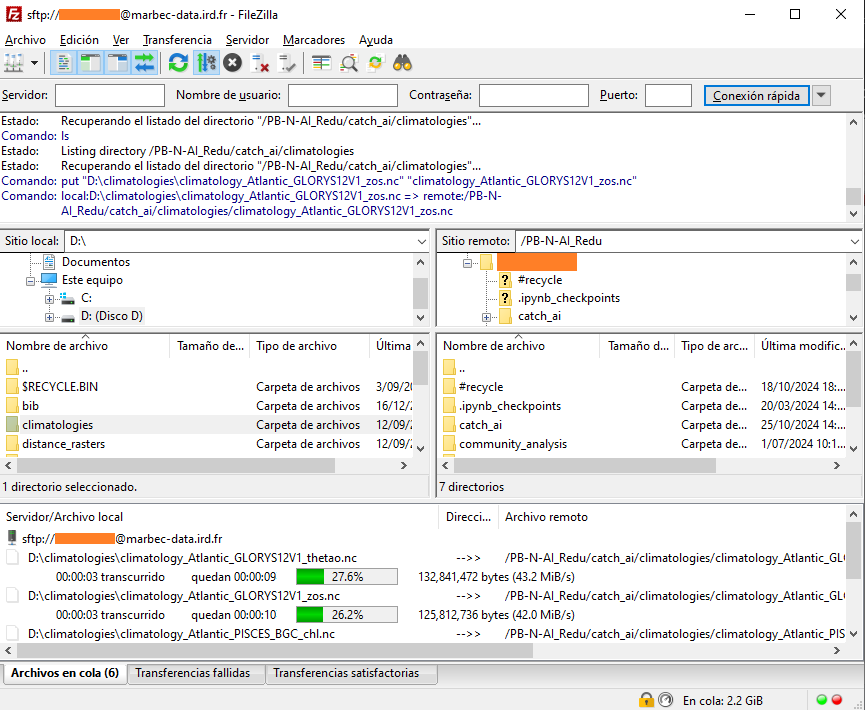 sftp:// @marbec-data.ird.fr - FileZilla
Archivo Edición Ver Transferencia Servidor Marcadores Ayuda
Servidor: Nombre de usuario: Contraseña: Puerto: Conexión rápida
Estado: Recuperando el listado del directorio "/PB-N-AI_Redu/catch_ai/climatologies"...
Comando: ls
Estado: Listing directory /PB-N-AI_Redu/catch_ai/climatologies
Estado: Recuperando el listado del directorio "/PB-N-AI_Redu/catch_ai/climatologies"...
Comando: put "D:\climatologies\climatology_Atlantic_GLORYS12V1_zos.nc" "climatology_Atlantic_GLORYS12V1_zos.nc"
Comando: local:D:\climatologies\climatology_Atlantic_GLORYS12V1_zos.nc => remote:/PB-N-
AI_Redu/catch_ai/climatologies/climatology_Atlantic_GLORYS12V1_zos.nc
Sitio local: D:\
Documentos
Este equipo
C:
D: (Disco D)
Sitio remoto: /PB-N-AI_Redu
? #recycle
? .ipynb_checkpoints
catch_ai
Nombre de archivo Tamaño de... Tipo de archivo Última
..
$RECYCLE.BIN Carpeta de archivos 3/09/20
bib Carpeta de archivos 16/12/2
climatologies Carpeta de archivos 12/09/2
distance_rasters Carpeta de archivos 12/09/2
1 directorio seleccionado.
Nombre de archivo Tamaño d... Tipo de arc... Última modific...
..
#recycle Carpeta de... 18/10/2024 18:...
.ipynb_checkpoints Carpeta de... 20/03/2024 14:...
catch_ai Carpeta de... 25/10/2024 14:...
community_analysis Carpeta de... 1/07/2024 10:1...
7 directorios
Servidor/Archivo local Direcci... Archivo remoto
sftp:// @marbec-data.ird.fr
D:\climatologies\climatology_Atlantic_GLORYS12V1_thetao.nc -->> /PB-N-AI_Redu/catch_ai/climatologies/climatology_Atlantic_GL
00:00:03 transcurrido quedan 00:00:09 27.6% 132,841,472 bytes (43.2 MiB/s)
D:\climatologies\climatology_Atlantic_GLORYS12V1_zos.nc -->> /PB-N-AI_Redu/catch_ai/climatologies/climatology_Atlantic_GL
00:00:03 transcurrido quedan 00:00:10 26.2% 125,812,736 bytes (42.0 MiB/s)
D:\climatologies\climatology_Atlantic_PISCES_BGC_chl.nc -->> /PB-N-AI_Redu/catch_ai/climatologies/climatology_Atlantic_PIS
Archivos en cola (6) Transferencias fallidas Transferencias satisfactorias
En cola: 2.2 GiB